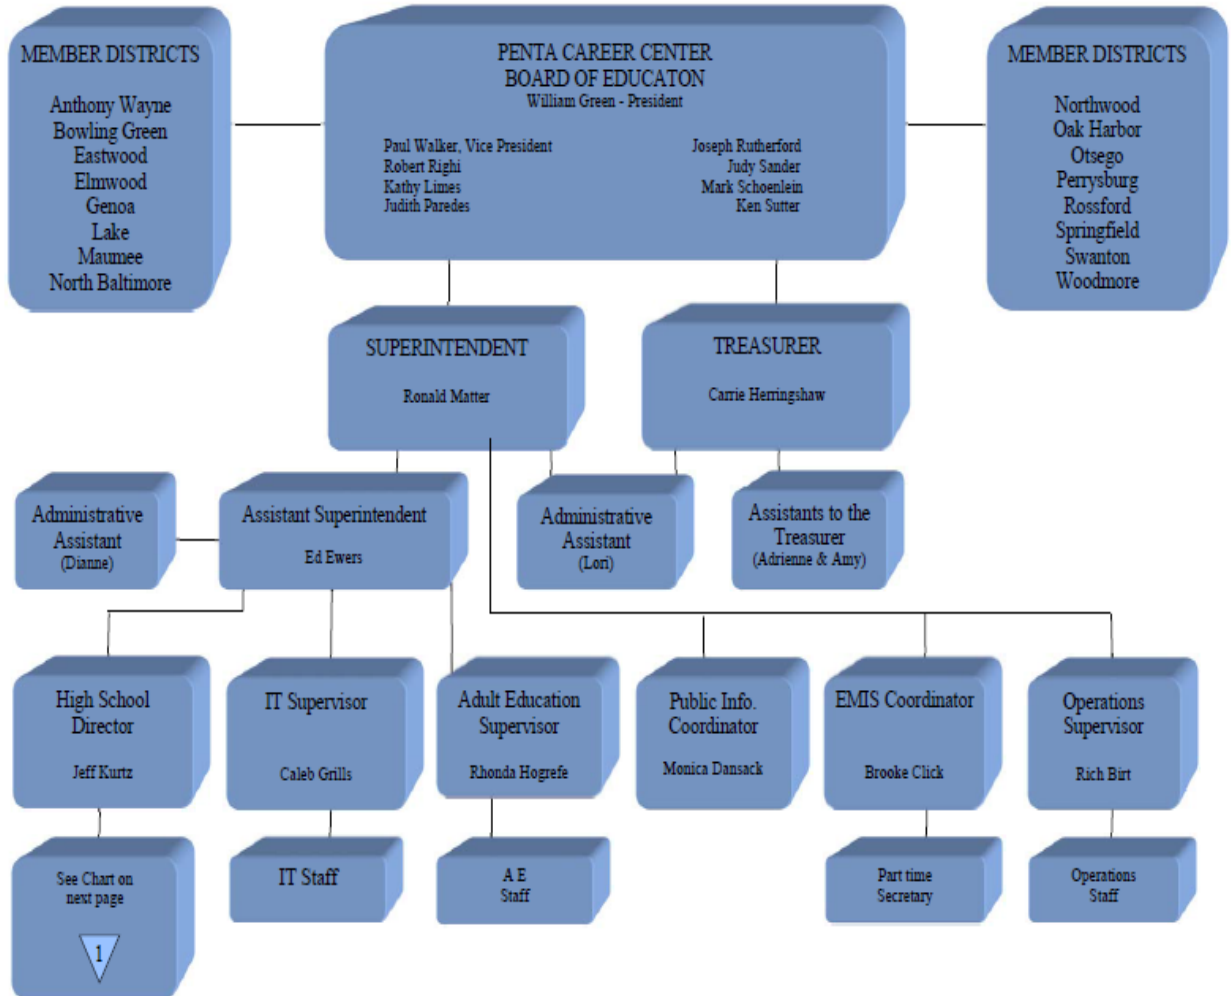 MEMBER DISTRICTS
Anthony Wayne
Bowling Green
Eastwood
Elmwood
Genoa
Lake
Maumee
North Baltimore
PENTA CAREER CENTER
BOARD OF EDUCATON
William Green - President
Paul Walker, Vice President
Robert Righi
Kathy Limes
Judith Paredes
Joseph Rutherford
Judy Sander
Mark Schoenlein
Ken Sutter
MEMBER DISTRICTS
Northwood
Oak Harbor
Otsego
Perrysburg
Rossford
Springfield
Swanton
Woodmore
SUPERINTENDENT
Ronald Matter
TREASURER
Carrie Herringshaw
Administrative
Assistant
(Dianne)
Assistant Superintendent
Ed Ewers
Administrative
Assistant
(Lori)
Assistants to the
Treasurer
(Adrienne & Amy)
High School
Director
Jeff Kurtz
IT Supervisor
Caleb Grills
Adult Education
Supervisor
Rhonda Hogrefe
Public Info.
Coordinator
Monica Dansack
EMIS Coordinator
Brooke Click
Operations
Supervisor
Rich Birt
See Chart on
next page
1
IT Staff
A E
Staff
Part time
Secretary
Operations
Staff